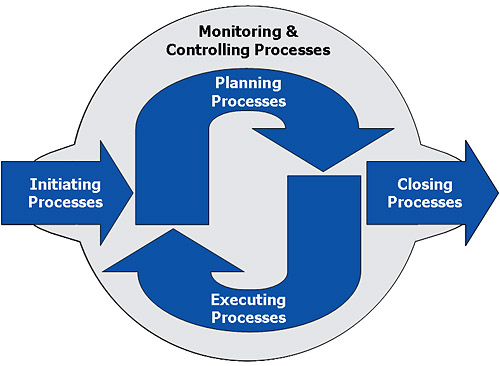 Monitoring &
Controlling Processes
Planning
Processes
Initiating
Processes
Closing
Processes
Executing
Processes